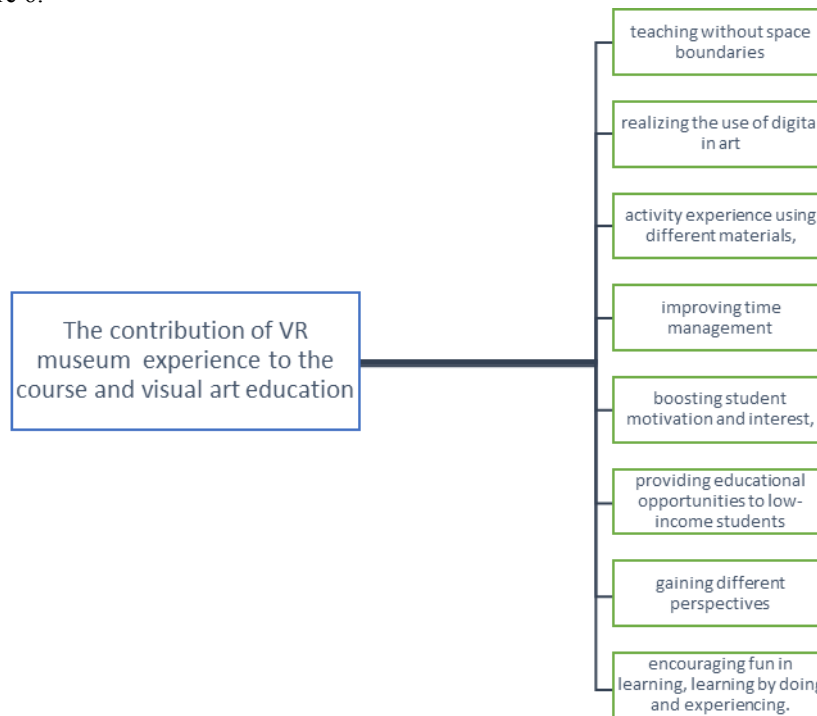 teaching without space
boundaries
realizing the use of digital
in art
activity experience using
different materials,
improving time
management
The contribution of VR
museum experience to the
course and visual art education
boosting student
motivation and interest,
providing educational
opportunities to low-
income students
gaining different
perspectives
encouraging fun in
learning, learning by doing
and experiencing.